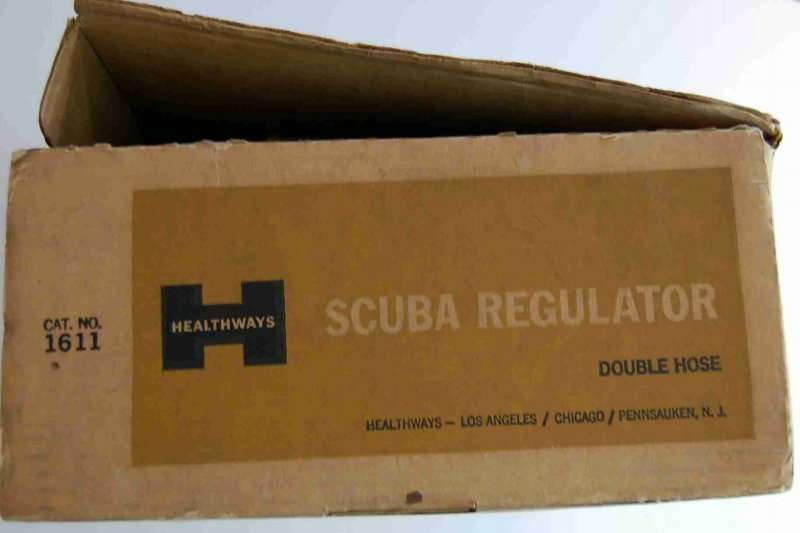 CAT. NO.
1611
HEALTHWAYS
SCUBA REGULATOR
DOUBLE HOSE
HEALTHWAYS – LOS ANGELES / CHICAGO / PENNSAUKEN, N. J.